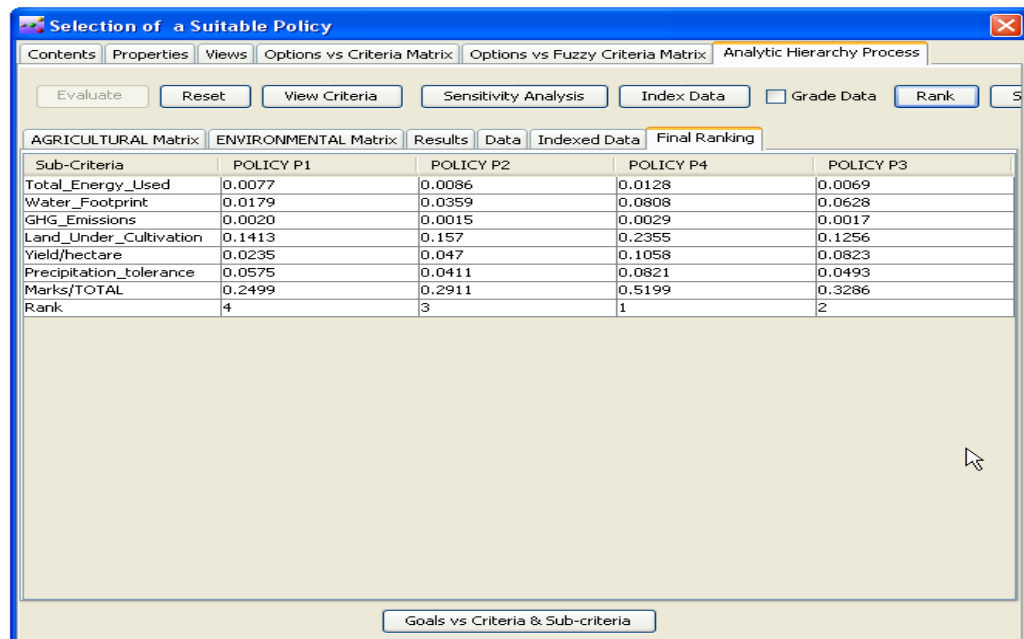 Selection of a Suitable Policy
Contents Properties Views Options vs Criteria Matrix Options vs Fuzzy Criteria Matrix Analytic Hierarchy Process
Evaluate Reset View Criteria Sensitivity Analysis Index Data Grade Data Rank S
AGRICULTURAL Matrix ENVIRONMENTAL Matrix Results Data Indexed Data Final Ranking
Sub-Criteria POLICY P1 POLICY P2 POLICY P4 POLICY P3
Total_Energy_Used 0.0077 0.0086 0.0128 0.0069
Water_Footprint 0.0179 0.0359 0.0808 0.0628
GHG_Emissions 0.0020 0.0015 0.0029 0.0017
Land_Under_Cultivation 0.1413 0.157 0.2355 0.1256
Yield/hectare 0.0235 0.047 0.1058 0.0823
Precipitation_tolerance 0.0575 0.0411 0.0821 0.0493
Marks/TOTAL 0.2499 0.2911 0.5199 0.3286
Rank 4 3 1 2
Goals vs Criteria & Sub-criteria